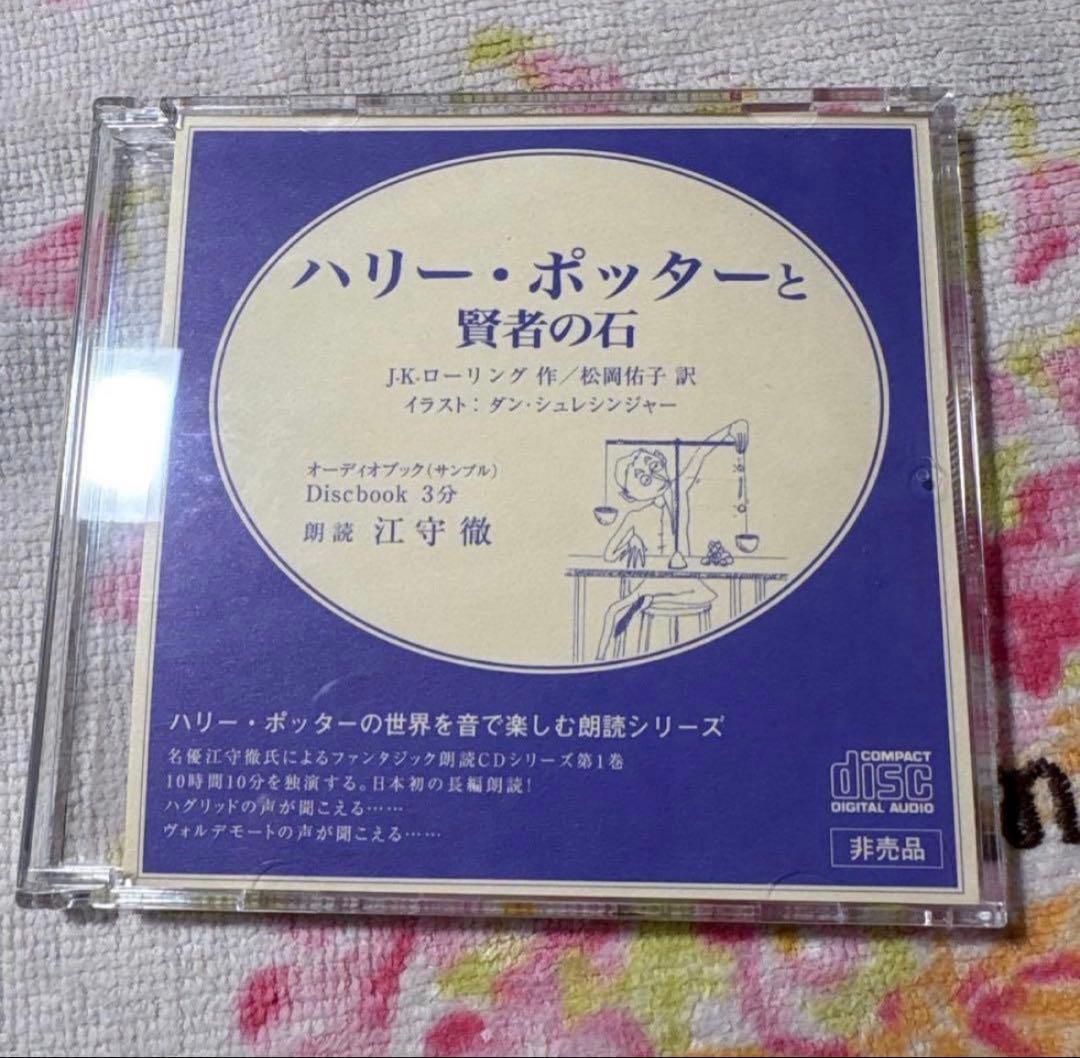 ハリー・ポッターと
賢者の石
J.K.ローリング 作／松岡佑子 訳
イラスト：ダン・シュレシンジャー
オーディオブック（サンプル）
Discbook 3分
朗読 江守徹
ハリー・ポッターの世界を音で楽しむ朗読シリーズ
名優江守徹氏によるファンタジック朗読CDシリーズ第1巻
10時間10分を独演する。日本初の長編朗読！
ハグリッドの声が聞こえる……
ヴォルデモートの声が聞こえる……
COMPACT
disc
DIGITAL AUDIO
非売品
n